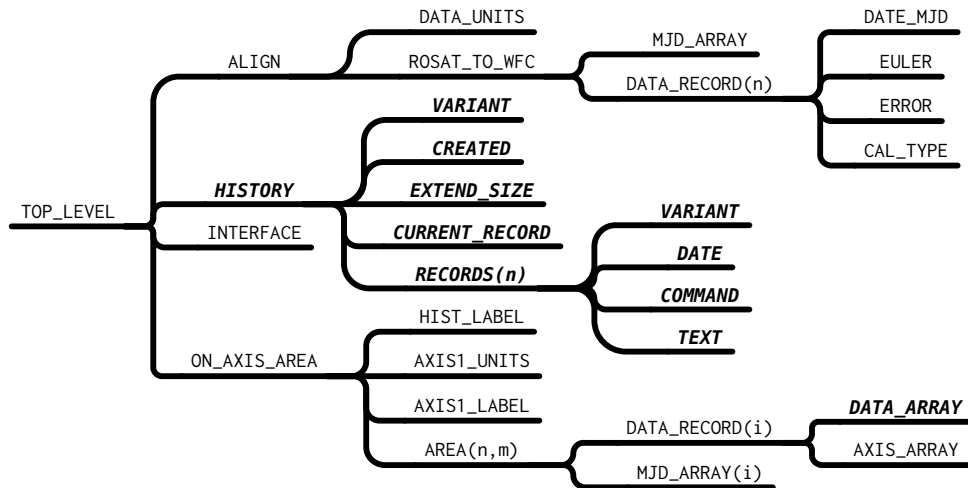 TOP_LEVEL
ALIGN
DATA_UNITS
ROSAT_TO_WFC
MJD_ARRAY
DATA_RECORD(n)
DATE_MJD
EULER
ERROR
CAL_TYPE
HISTORY
VARIANT
CREATED
EXTEND_SIZE
CURRENT_RECORD
RECORDS(n)
VARIANT
DATE
COMMAND
TEXT
INTERFACE
ON_AXIS_AREA
HIST_LABEL
AXIS1_UNITS
AXIS1_LABEL
AREA(n,m)
DATA_RECORD(i)
DATA_ARRAY
AXIS_ARRAY
MJD_ARRAY(i)